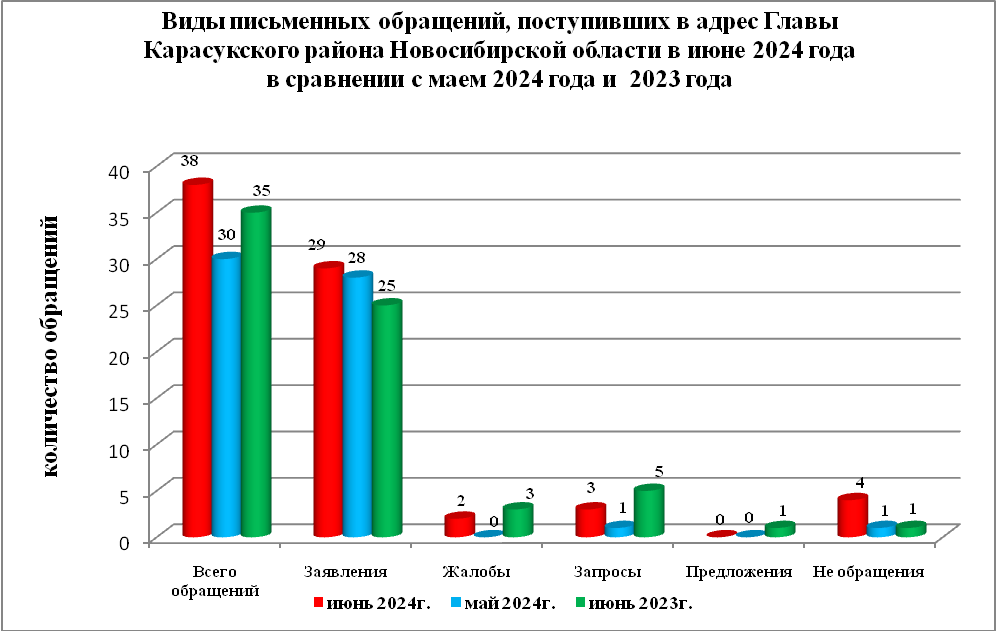 Виды письменных обращений, поступивших в адрес Главы
Карасукского района Новосибирской области в июне 2024 года
в сравнении с маем 2024 года и 2023 года
количество обращений
40
35
30
25
20
15
10
5
0
38
30
35
29
28
25
2
0
3
3
1
5
0
0
1
4
1
1
Всего
обращений
Заявления
Жалобы
Запросы
Предложения
Не обращения
июнь 2024г.
май 2024г.
июнь 2023г.